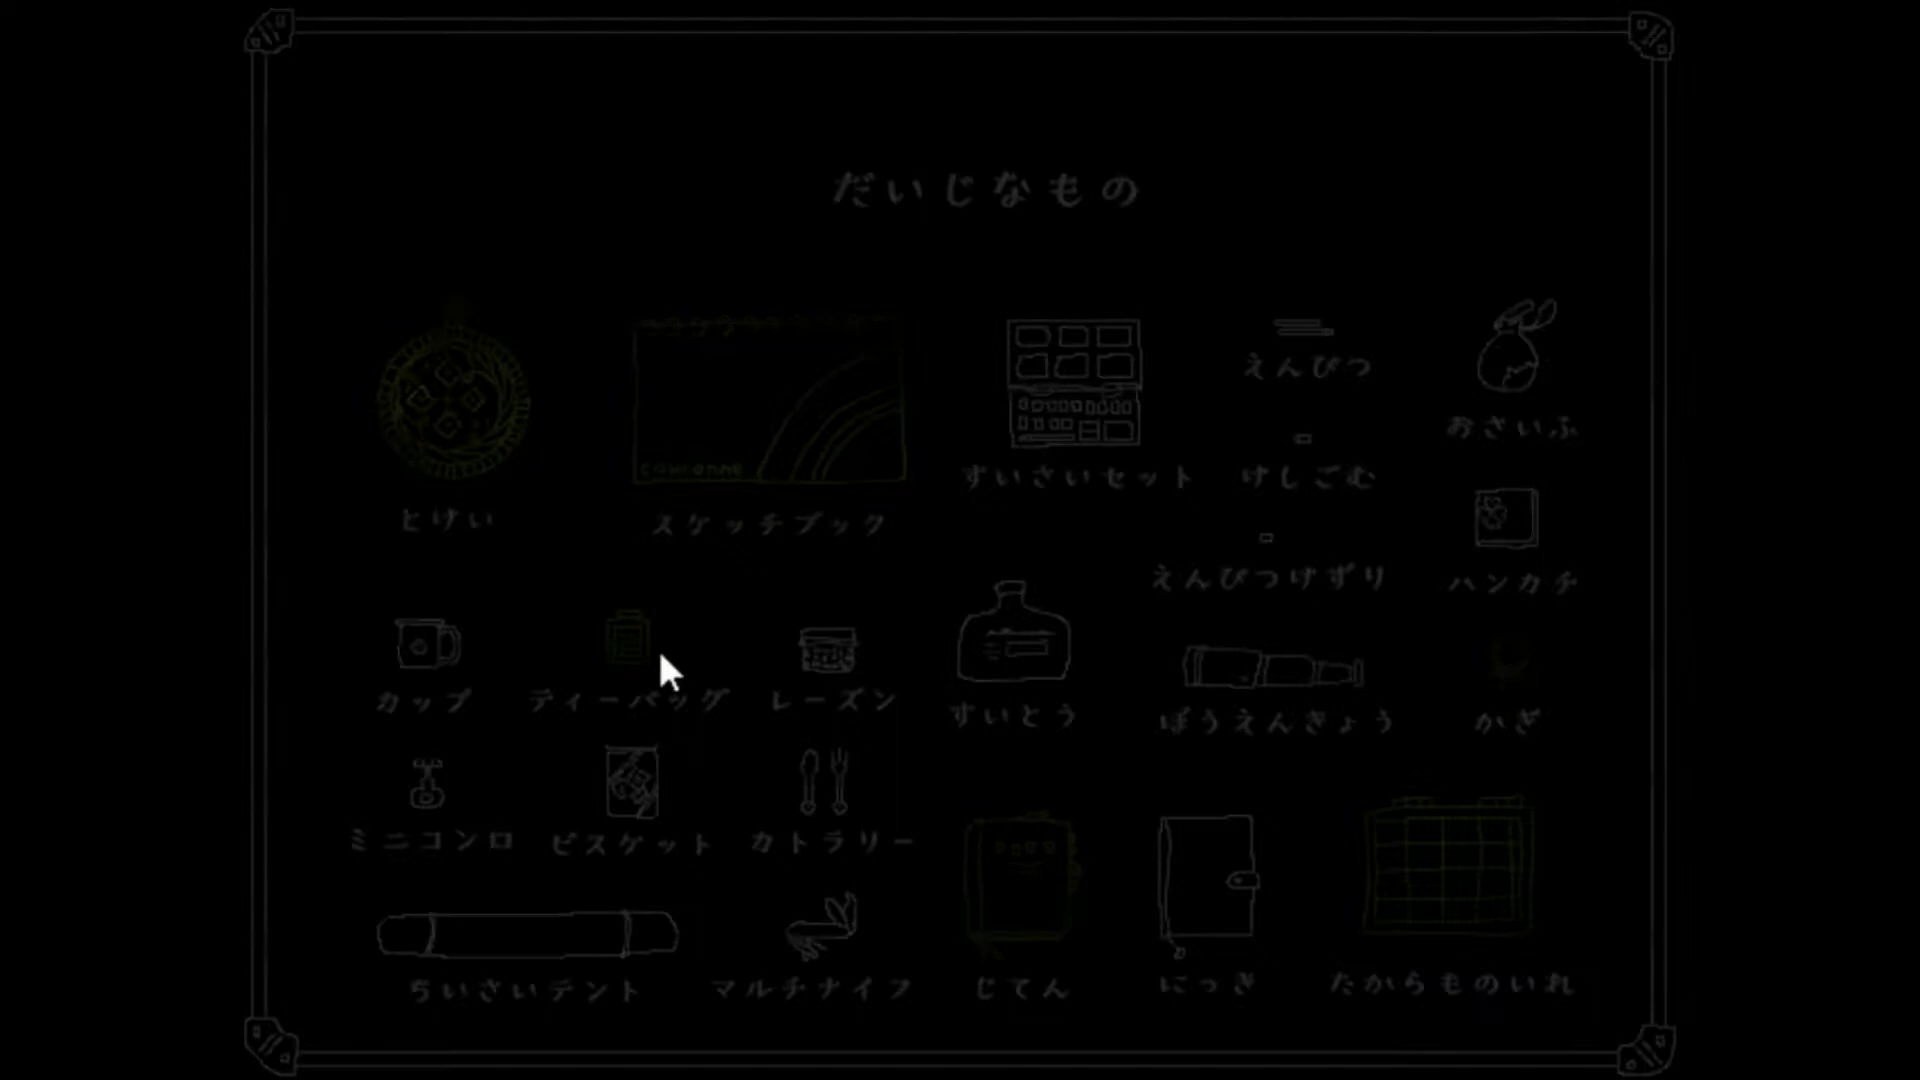 だいじなもの
えんぴつ
おさいふ
すいさいセット
けしごむ
とけい
スケッチブック
えんぴつけずり
ハンカチ
カップ
ティーバッグ
レーズン
すいとう
ぼうえんきょう
かぎ
ミニコンロ
ビスケット
カトラリー
ちいさいテント
マルチナイフ
じてん
にっき
たからものいれ